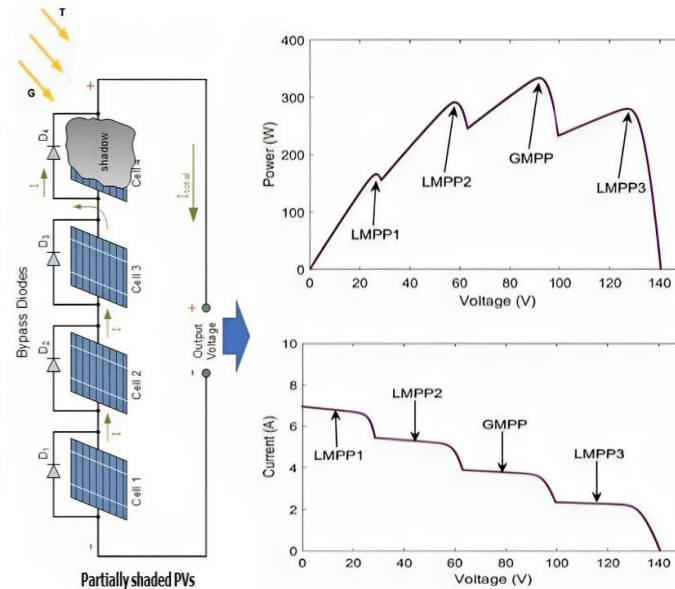 T
G
+
D4
shadow
Cell 4
I
Itotal
D3
Cell 3
Bypass Diodes
I
+
Output
Voltage
-
D2
Cell 2
I
D1
Cell 1
-
Partially shaded PVs
400
300
200
100
0
Power (W)
LMPP1
LMPP2
GMPP
LMPP3
0 20 40 60 80 100 120 140
Voltage (V)
10
8
6
4
2
0
Current (A)
LMPP1
LMPP2
GMPP
LMPP3
0 20 40 60 80 100 120 140
Voltage (V)